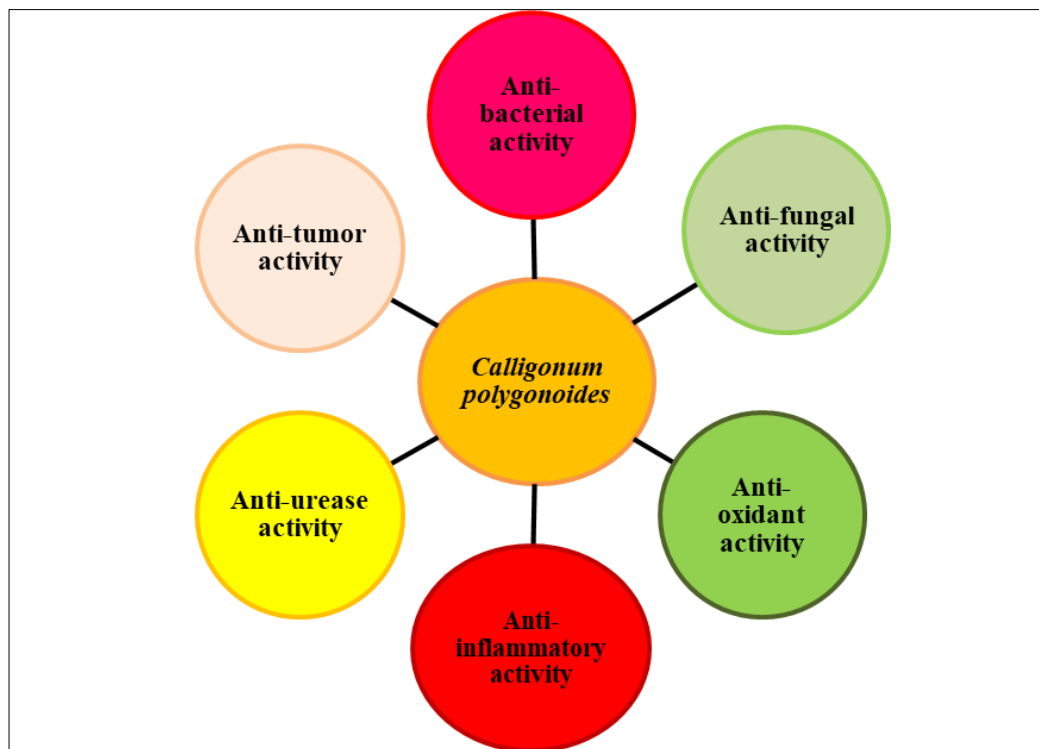 Anti-
bacterial
activity
Anti-fungal
activity
Anti-tumor
activity
Calligonum
polygonoides
Anti-urease
activity
Anti-
oxidant
activity
Anti-
inflammatory
activity